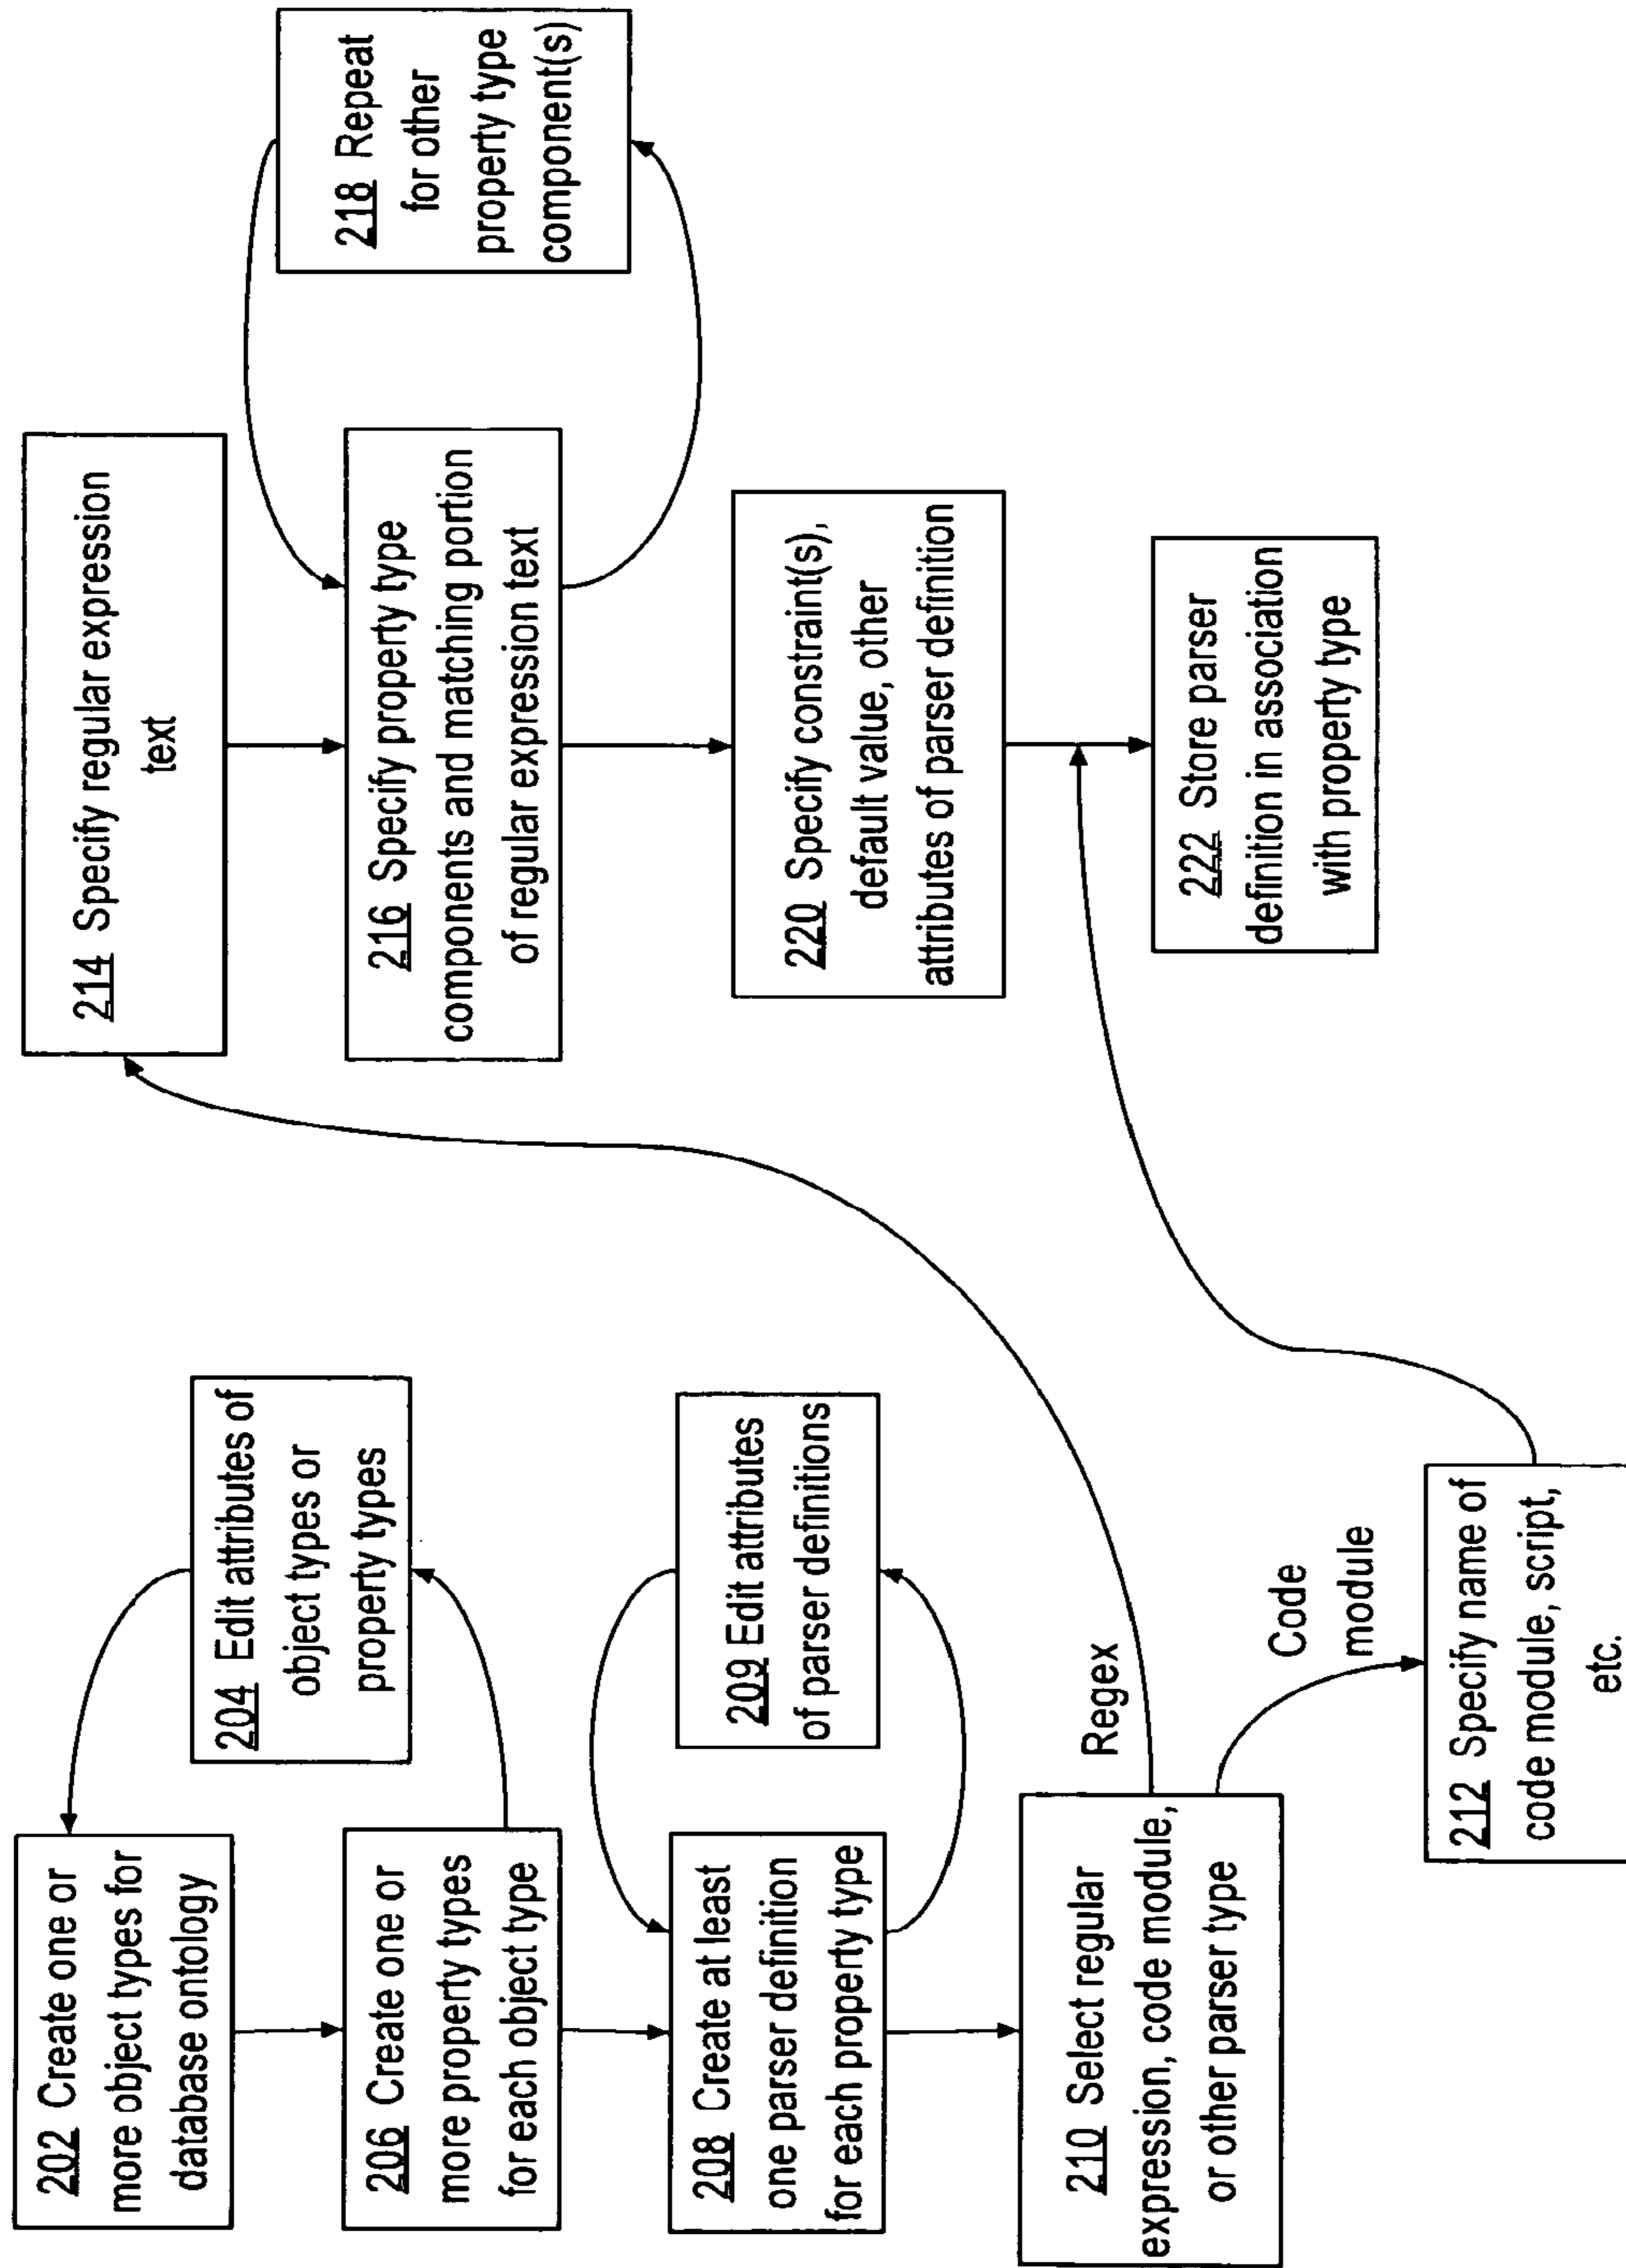 202 Create one or
more object types for
database ontology
204 Edit attributes of
object types or
property types
206 Create one or
more property types
for each object type
208 Create at least
one parser definition
for each property type
209 Edit attributes
of parser definitions
210 Select regular
expression, code module,
or other parser type
Regex
Code
module
212 Specify name of
code module, script,
etc.
214 Specify regular expression
text
216 Specify property type
components and matching portion
of regular expression text
218 Repeat
for other
property type
component(s)
220 Specify constraint(s),
default value, other
attributes of parser definition
222 Store parser
definition in association
with property type